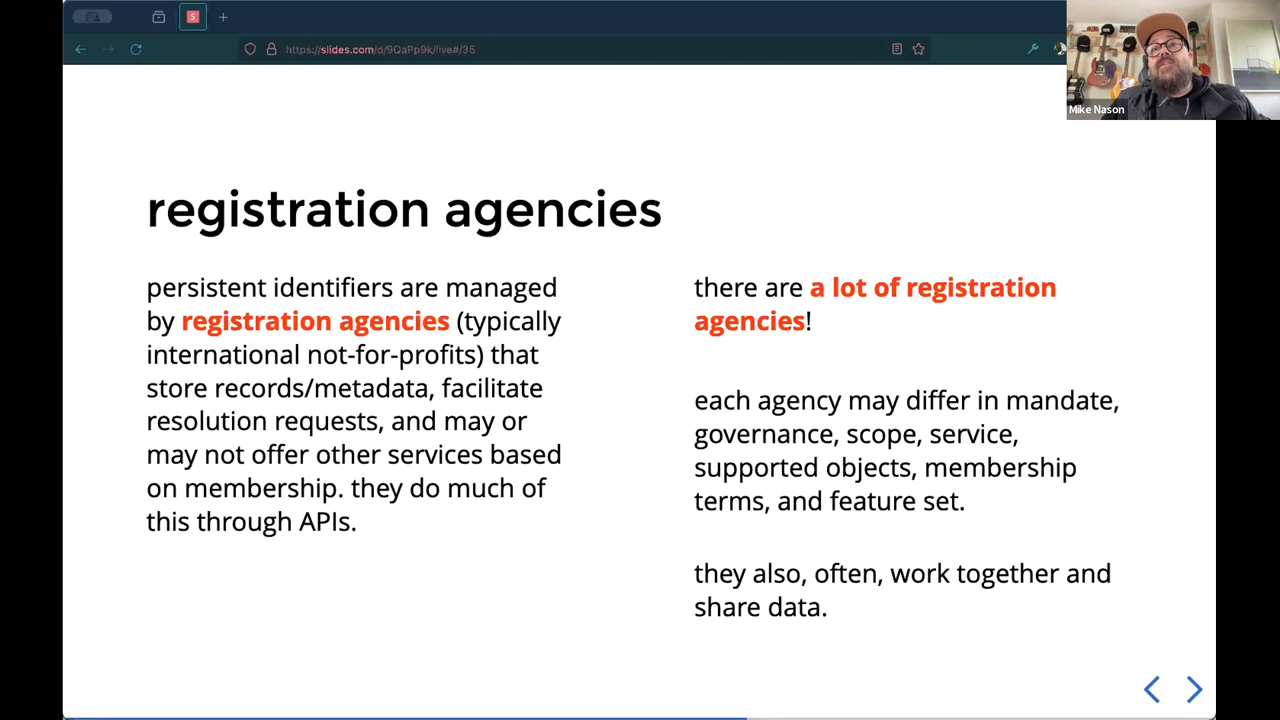 S
https://slides.com/d/9QaPp9k/live#/35
Mike Nason
registration agencies
persistent identifiers are managed
by registration agencies (typically
international not-for-profits) that
store records/metadata, facilitate
resolution requests, and may or
may not offer other services based
on membership. they do much of
this through APIs.
there are a lot of registration
agencies!
each agency may differ in mandate,
governance, scope, service,
supported objects, membership
terms, and feature set.
they also, often, work together and
share data.